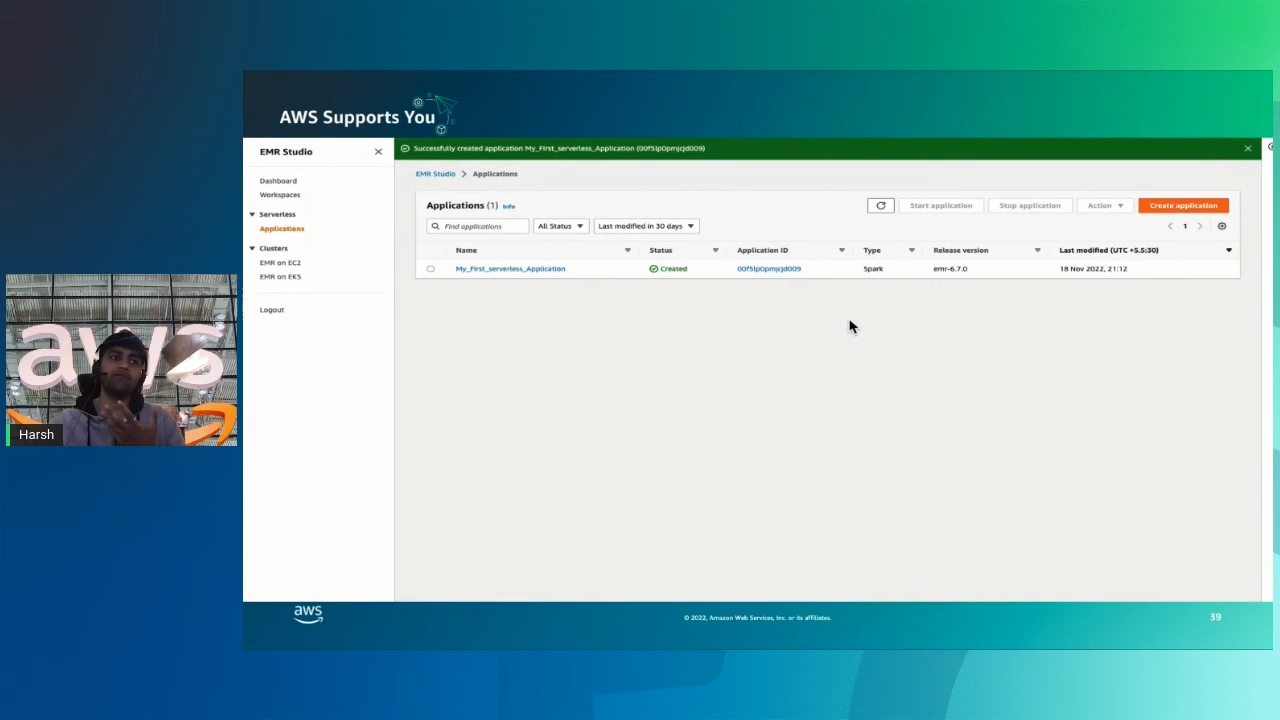 AWS Supports You
EMR Studio
Dashboard
Workspaces
Serverless
Applications
Clusters
EMR on EC2
EMR on EKS
Logout
Successfully created application My_First_serverless_Application (00f5lp0pmjcjd009)
EMR Studio > Applications
Applications (1) Info
Start application
Stop application
Action
Create application
Find applications
All Status
Last modified in 30 days
1
Name Status Application ID Type Release version Last modified (UTC +5.5:30)
My_First_serverless_Application Created 00f5lp0pmjcjd009 Spark emr-6.7.0 18 Nov 2022, 21:12
aws
Harsh
aws
© 2022, Amazon Web Services, Inc. or its affiliates.
39